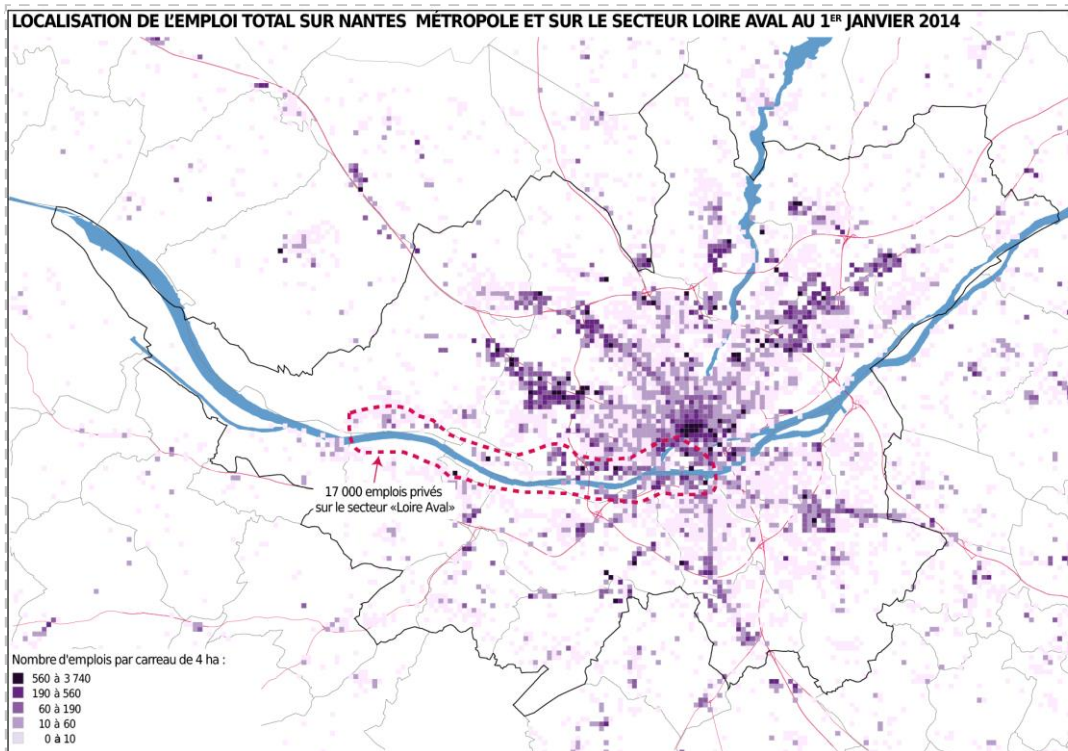 LOCALISATION DE L'EMPLOI TOTAL SUR NANTES MÉTROPOLE ET SUR LE SECTEUR LOIRE AVAL AU 1ER JANVIER 2014
17 000 emplois privés
sur le secteur «Loire Aval»
Nombre d'emplois par carreau de 4 ha :
560 à 3 740
190 à 560
60 à 190
10 à 60
0 à 10